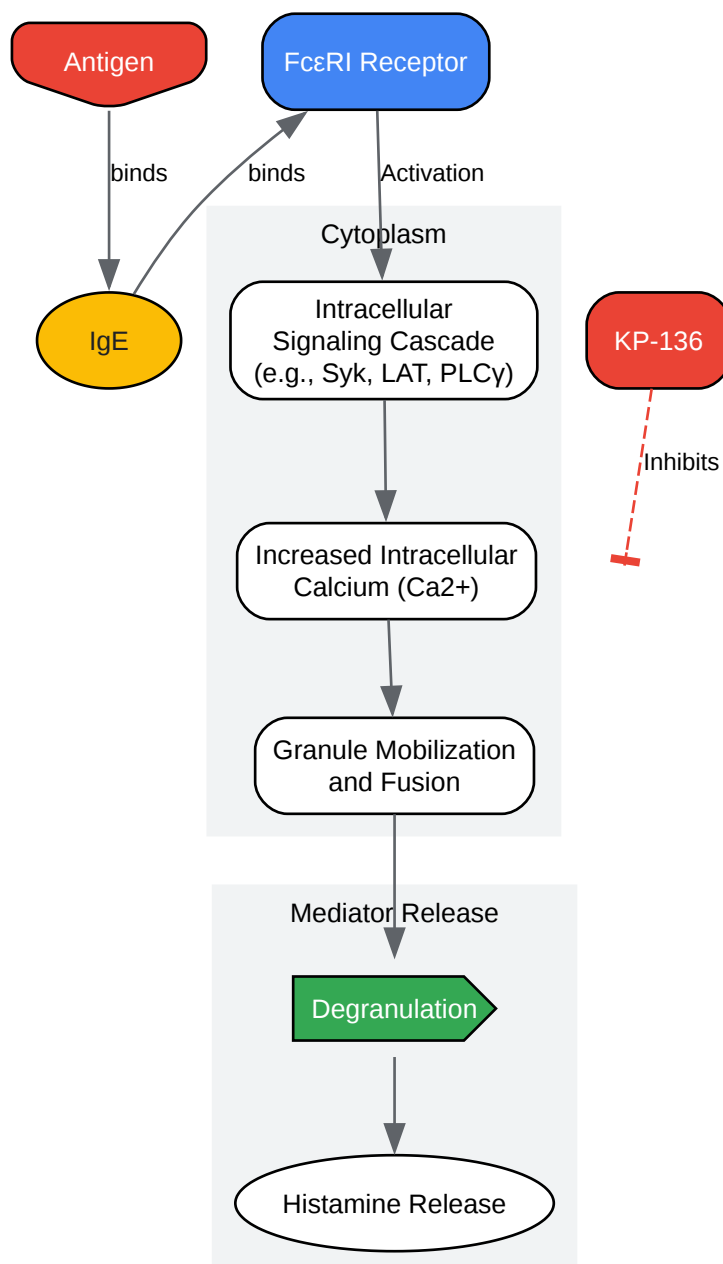 Antigen
FcεRI Receptor
binds
binds
Activation
Cytoplasm
IgE
Intracellular
Signaling Cascade
(e.g., Syk, LAT, PLCγ)
KP-136
Inhibits
Increased Intracellular
Calcium (Ca2+)
Granule Mobilization
and Fusion
Mediator Release
Degranulation
Histamine Release